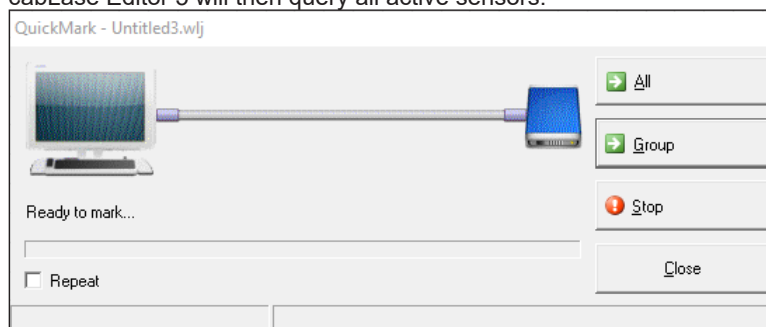 cabLase Editor 5 will then query all active sensors.
QuickMark - Untitled3.wlj
All
Group
Ready to mark...
Stop
Repeat
Close